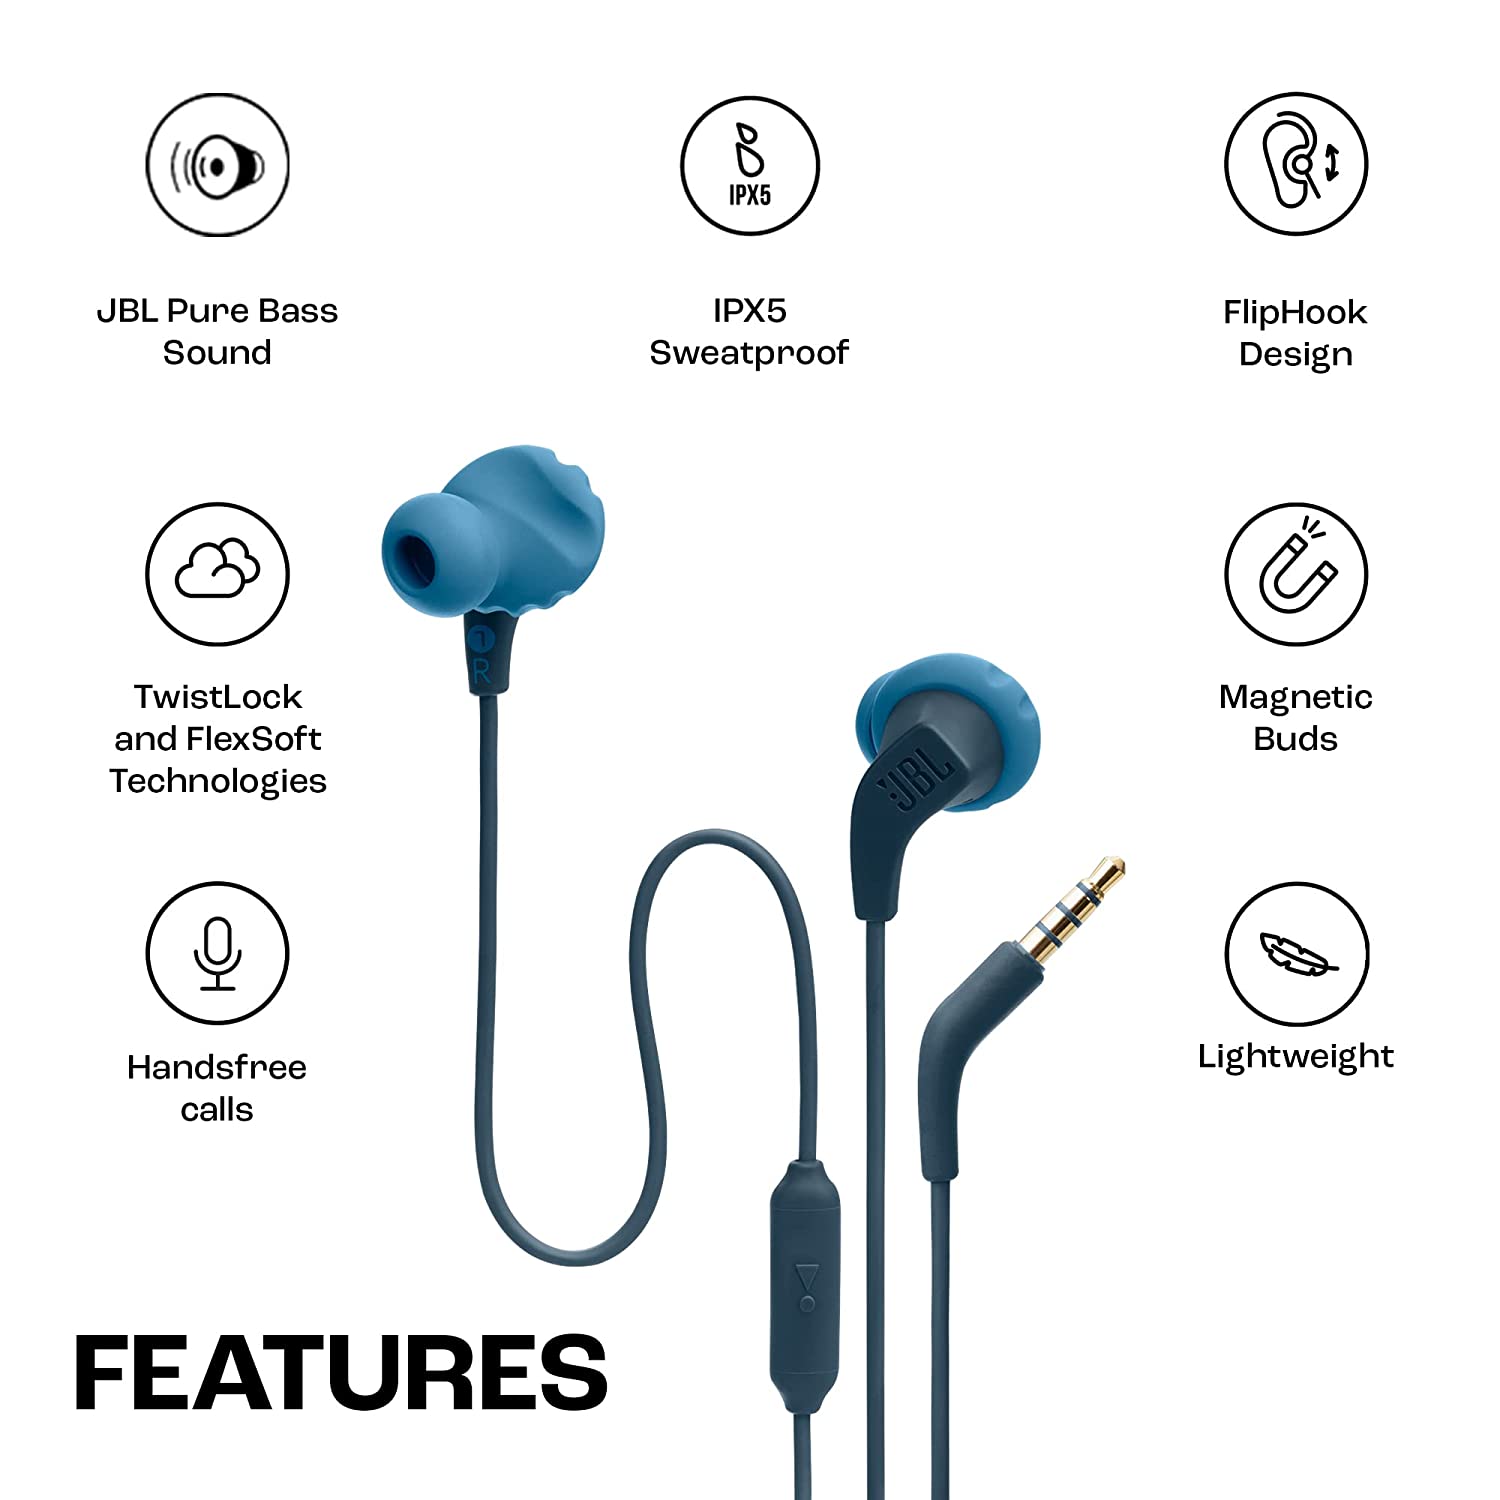 IPX5
JBL Pure Bass
Sound
IPX5
Sweatproof
FlipHook
Design
TwistLock
and FlexSoft
Technologies
Magnetic
Buds
R
JBL
Handsfree
calls
Lightweight
FEATURES